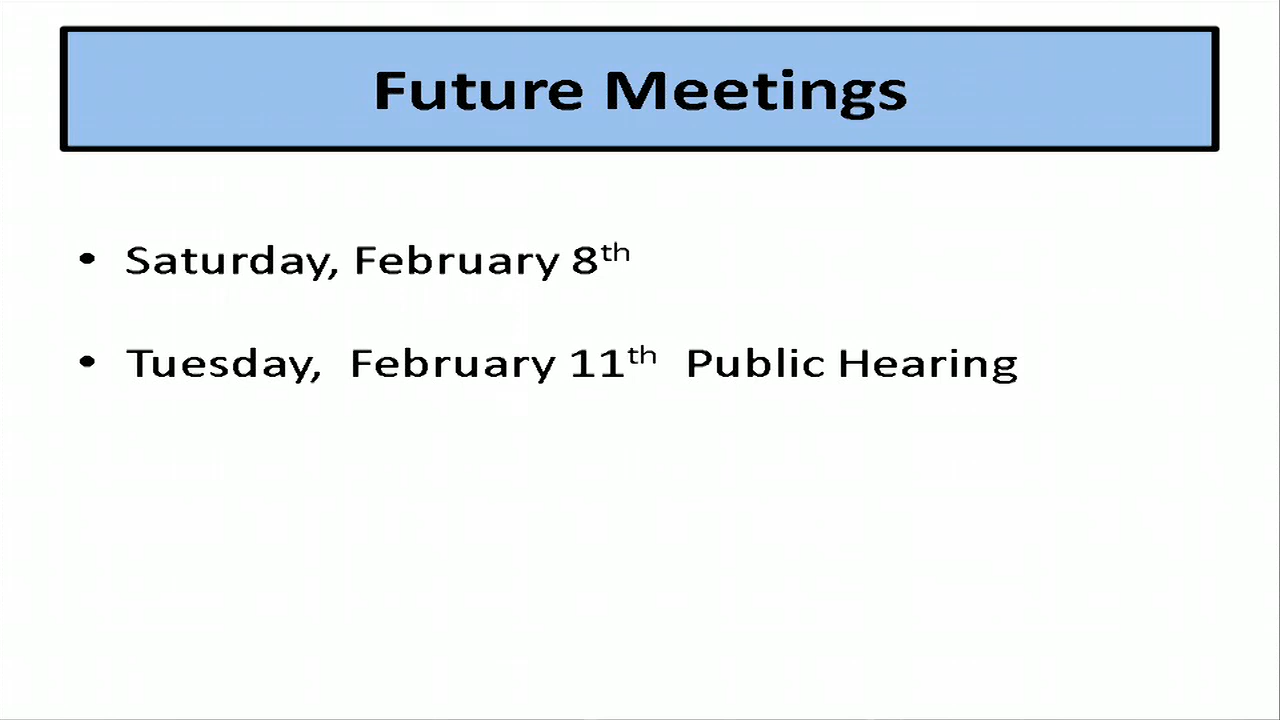 Future Meetings
• Saturday, February 8th
• Tuesday, February 11th Public Hearing